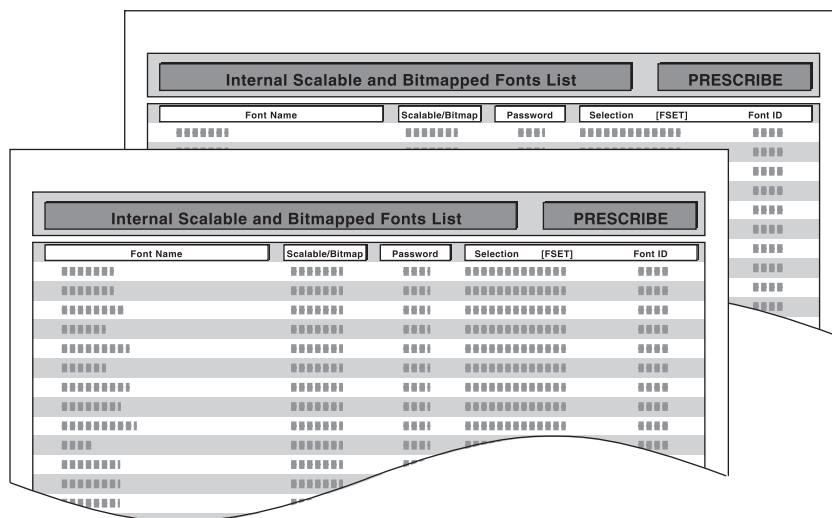 Internal Scalable and Bitmapped Fonts List PRESCRIBE
Font Name Scalable/Bitmap Password Selection [FSET] Font ID
Internal Scalable and Bitmapped Fonts List PRESCRIBE
Font Name Scalable/Bitmap Password Selection [FSET] Font ID